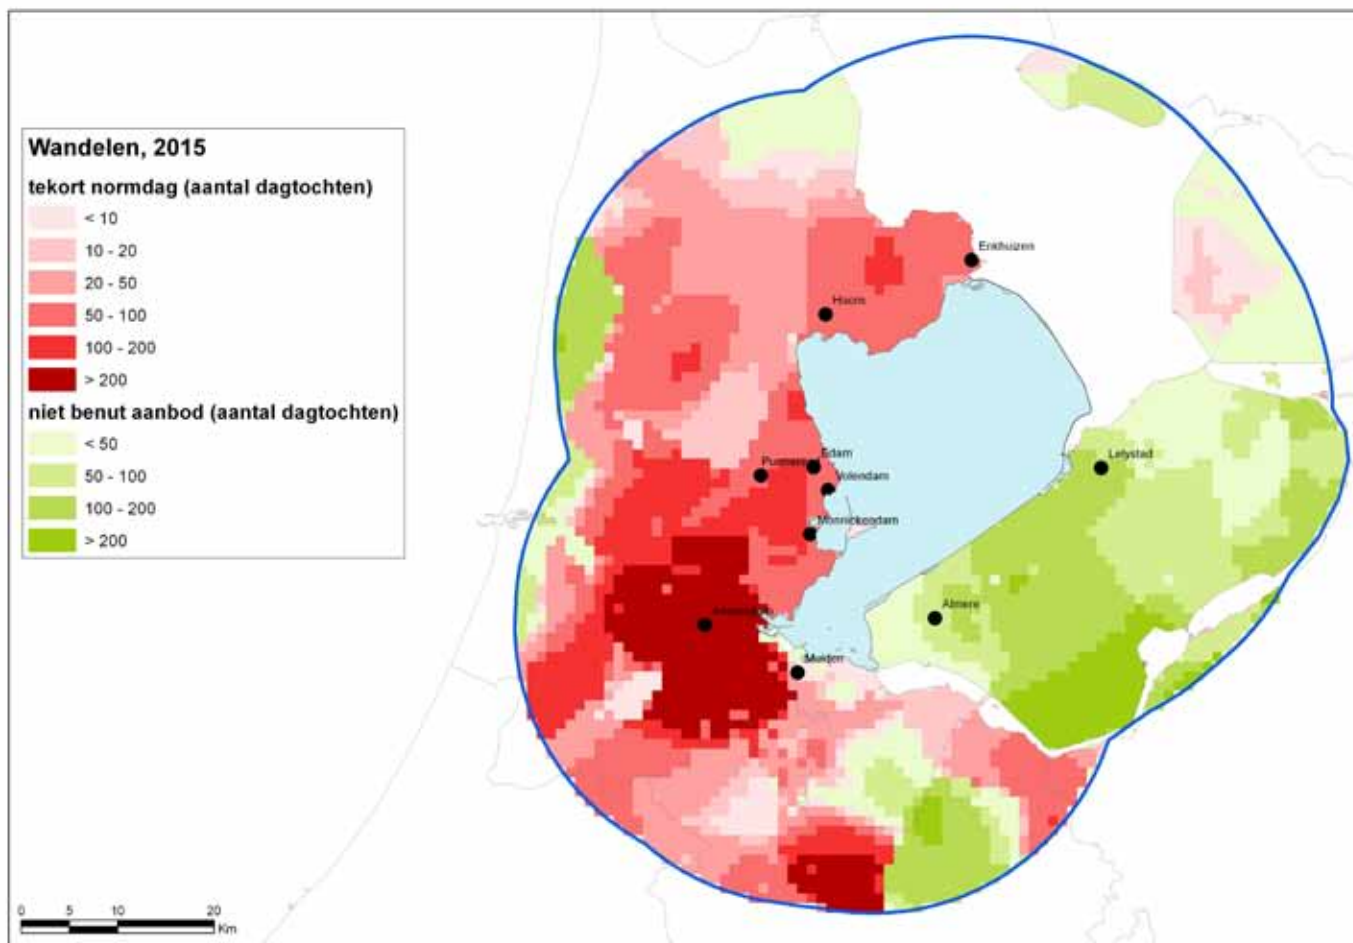 Wandelen, 2015
tekort normdag (aantal dagtochten)
< 10
10 - 20
20 - 50
50 - 100
100 - 200
> 200
niet benut aanbod (aantal dagtochten)
< 50
50 - 100
100 - 200
> 200
Enkhuizen
Hoorn
Edam
Volendam
Lelystad
Monnickendam
Almere
Muiden
0 5 10 20
Km